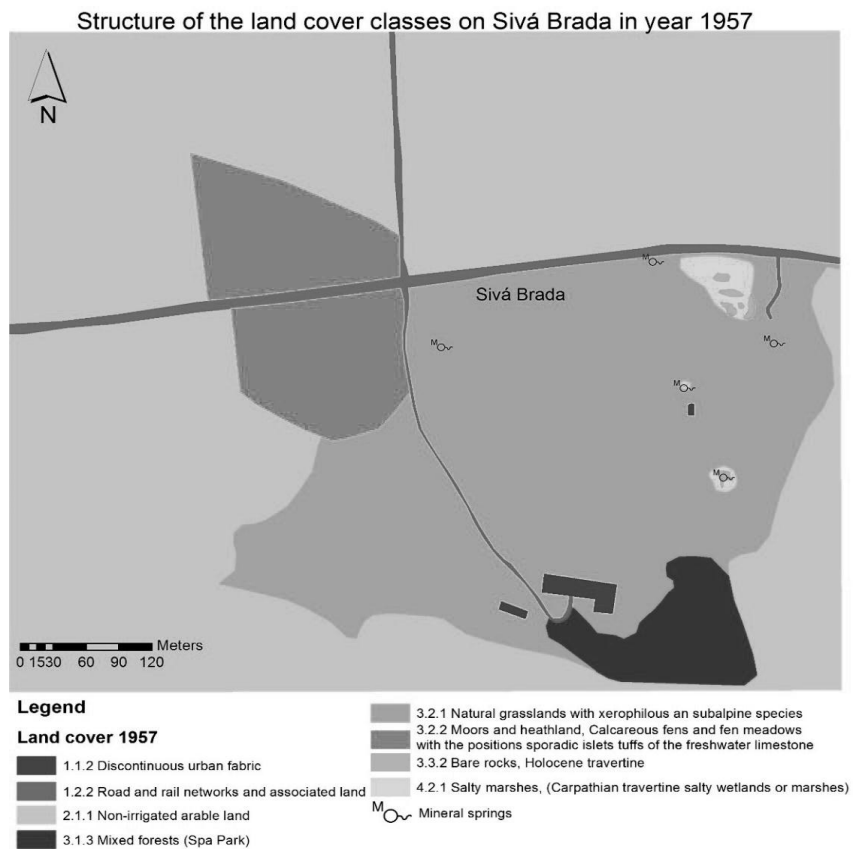 Structure of the land cover classes on Sivá Brada in year 1957
N
M
Sivá Brada
M
M
M
M
Meters
0 1530 60 90 120
Legend
Land cover 1957
1.1.2 Discontinuous urban fabric
1.2.2 Road and rail networks and associated land
2.1.1 Non-irrigated arable land
3.1.3 Mixed forests (Spa Park)
3.2.1 Natural grasslands with xerophilous an subalpine species
3.2.2 Moors and heathland, Calcareous fens and fen meadows
with the positions sporadic islets tuffs of the freshwater limestone
3.3.2 Bare rocks, Holocene travertine
4.2.1 Salty marshes, (Carpathian travertine salty wetlands or marshes)
M Mineral springs